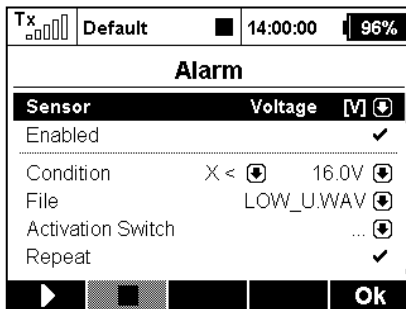 Tx Default 14:00:00 96%
Alarm
Sensor Voltage [V]
Enabled
Condition X < 16.0V
File LOW_U.WAV
Activation Switch ...
Repeat
Ok